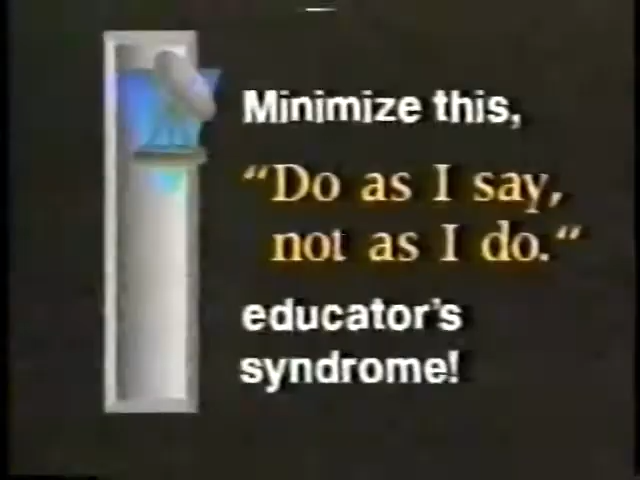 Minimize this,
“Do as I say,
not as I do.“
educator's
syndrome!